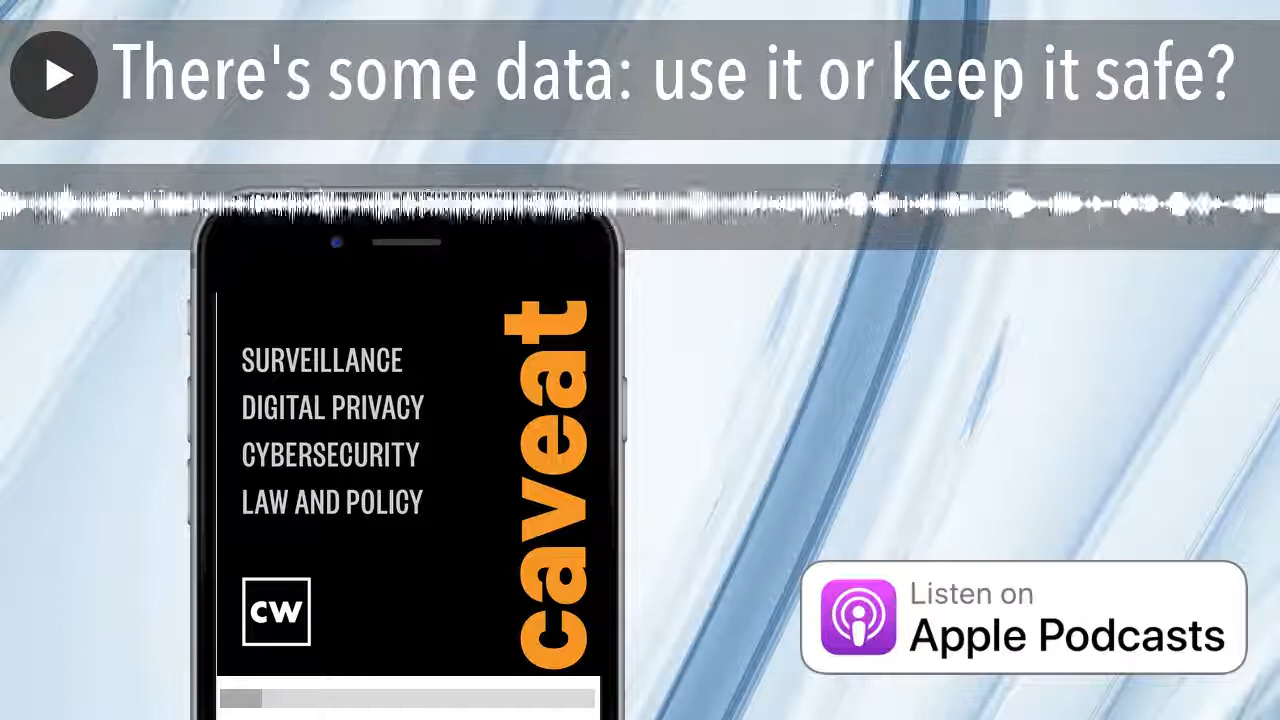 There's some data: use it or keep it safe?
SURVEILLANCE
DIGITAL PRIVACY
CYBERSECURITY
LAW AND POLICY
caveat
CW
Listen on
Apple Podcasts